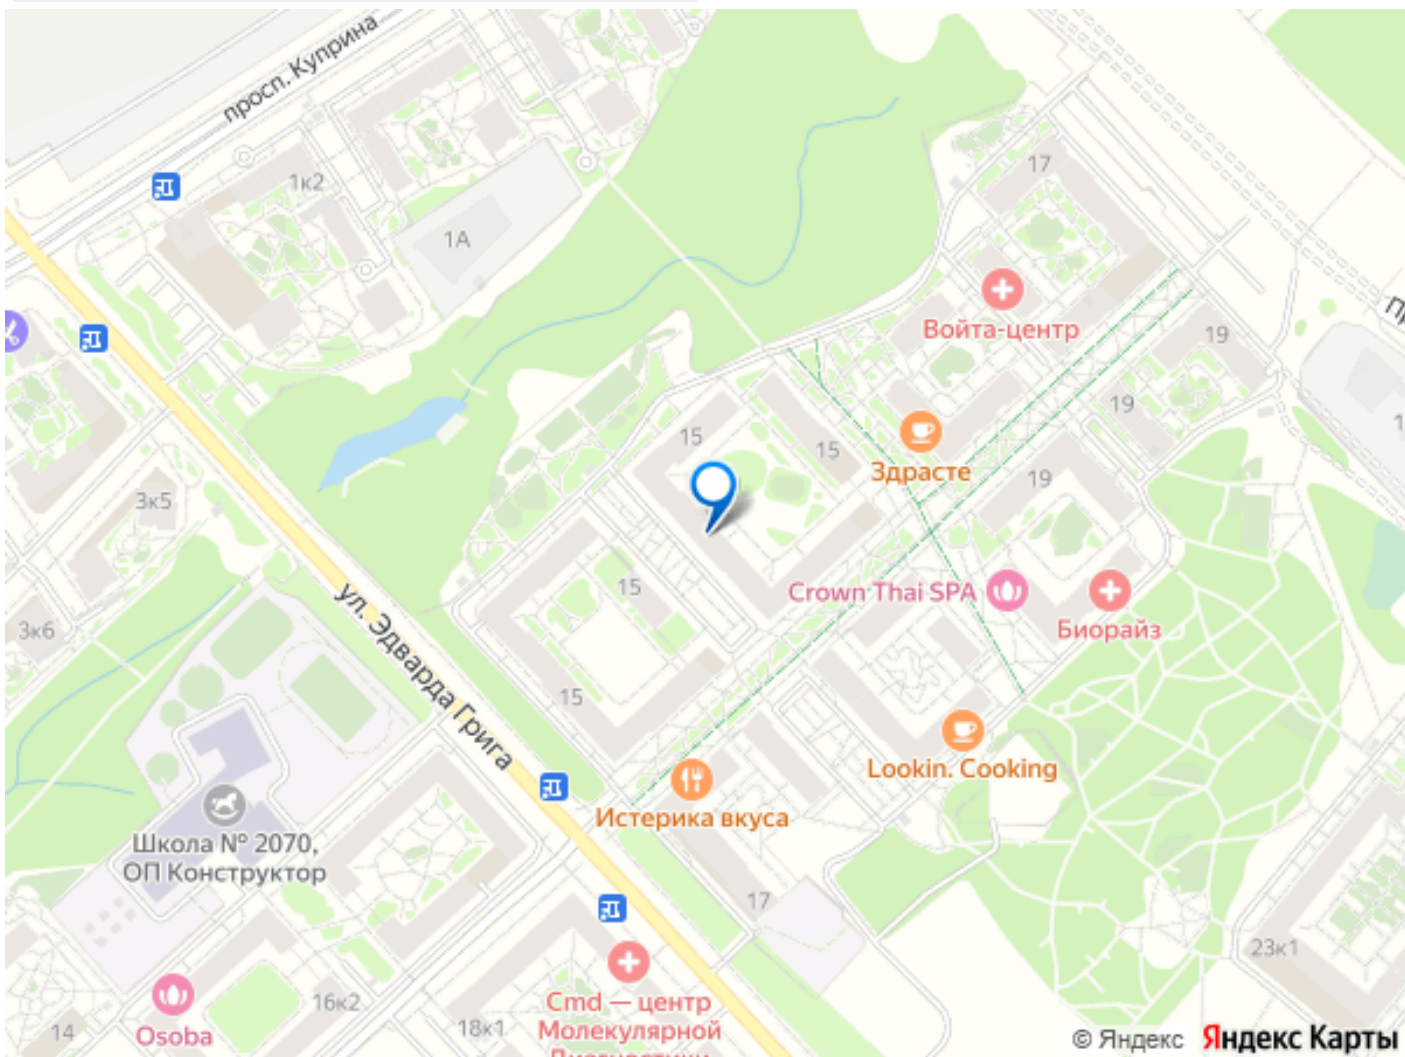 просп. Куприна
1к2
1А
17
Войта-центр
19
19
15
15
Здрасте
19
3к5
15
Crown Thai SPA
Биорайз
3к6
ул. Эдварда Грига
15
Lookin. Cooking
Истерика вкуса
Школа № 2070,
ОП Конструктор
17
23к1
16к2
Cmd — центр
Молекулярной
Диагностики
18к1
14
Osoba
© Яндекс Яндекс Карты